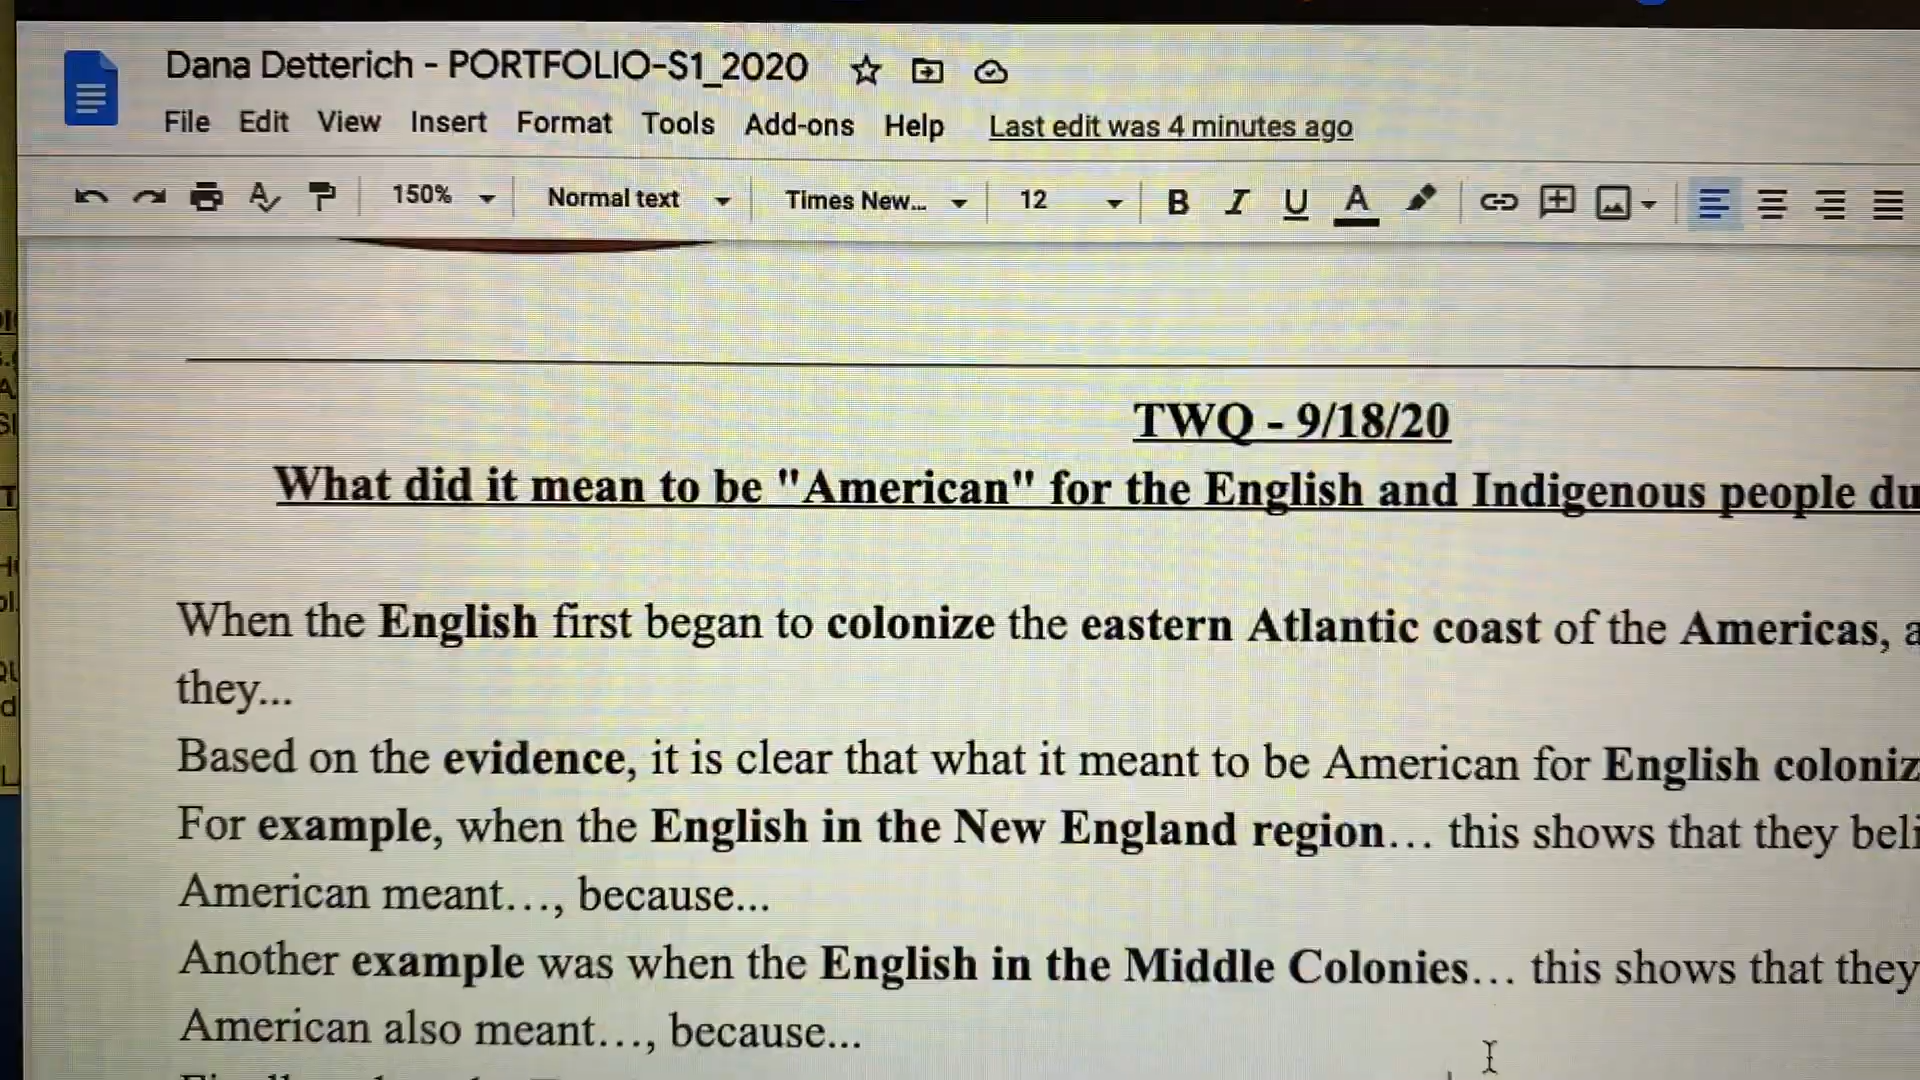 Dana Detterich - PORTFOLIO-S1_2020
File Edit View Insert Format Tools Add-ons Help Last edit was 4 minutes ago
150% Normal text Times New... 12 B I U A
TWQ - 9/18/20
What did it mean to be "American" for the English and Indigenous people du
When the English first began to colonize the eastern Atlantic coast of the Americas, a
they...
Based on the evidence, it is clear that what it meant to be American for English coloniz
For example, when the English in the New England region... this shows that they beli
American meant..., because...
Another example was when the English in the Middle Colonies... this shows that they
American also meant..., because...